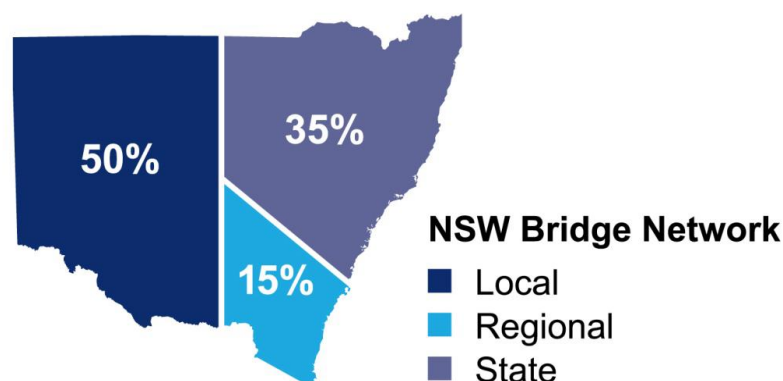 35%
50%
15%
NSW Bridge Network
Local
Regional
State